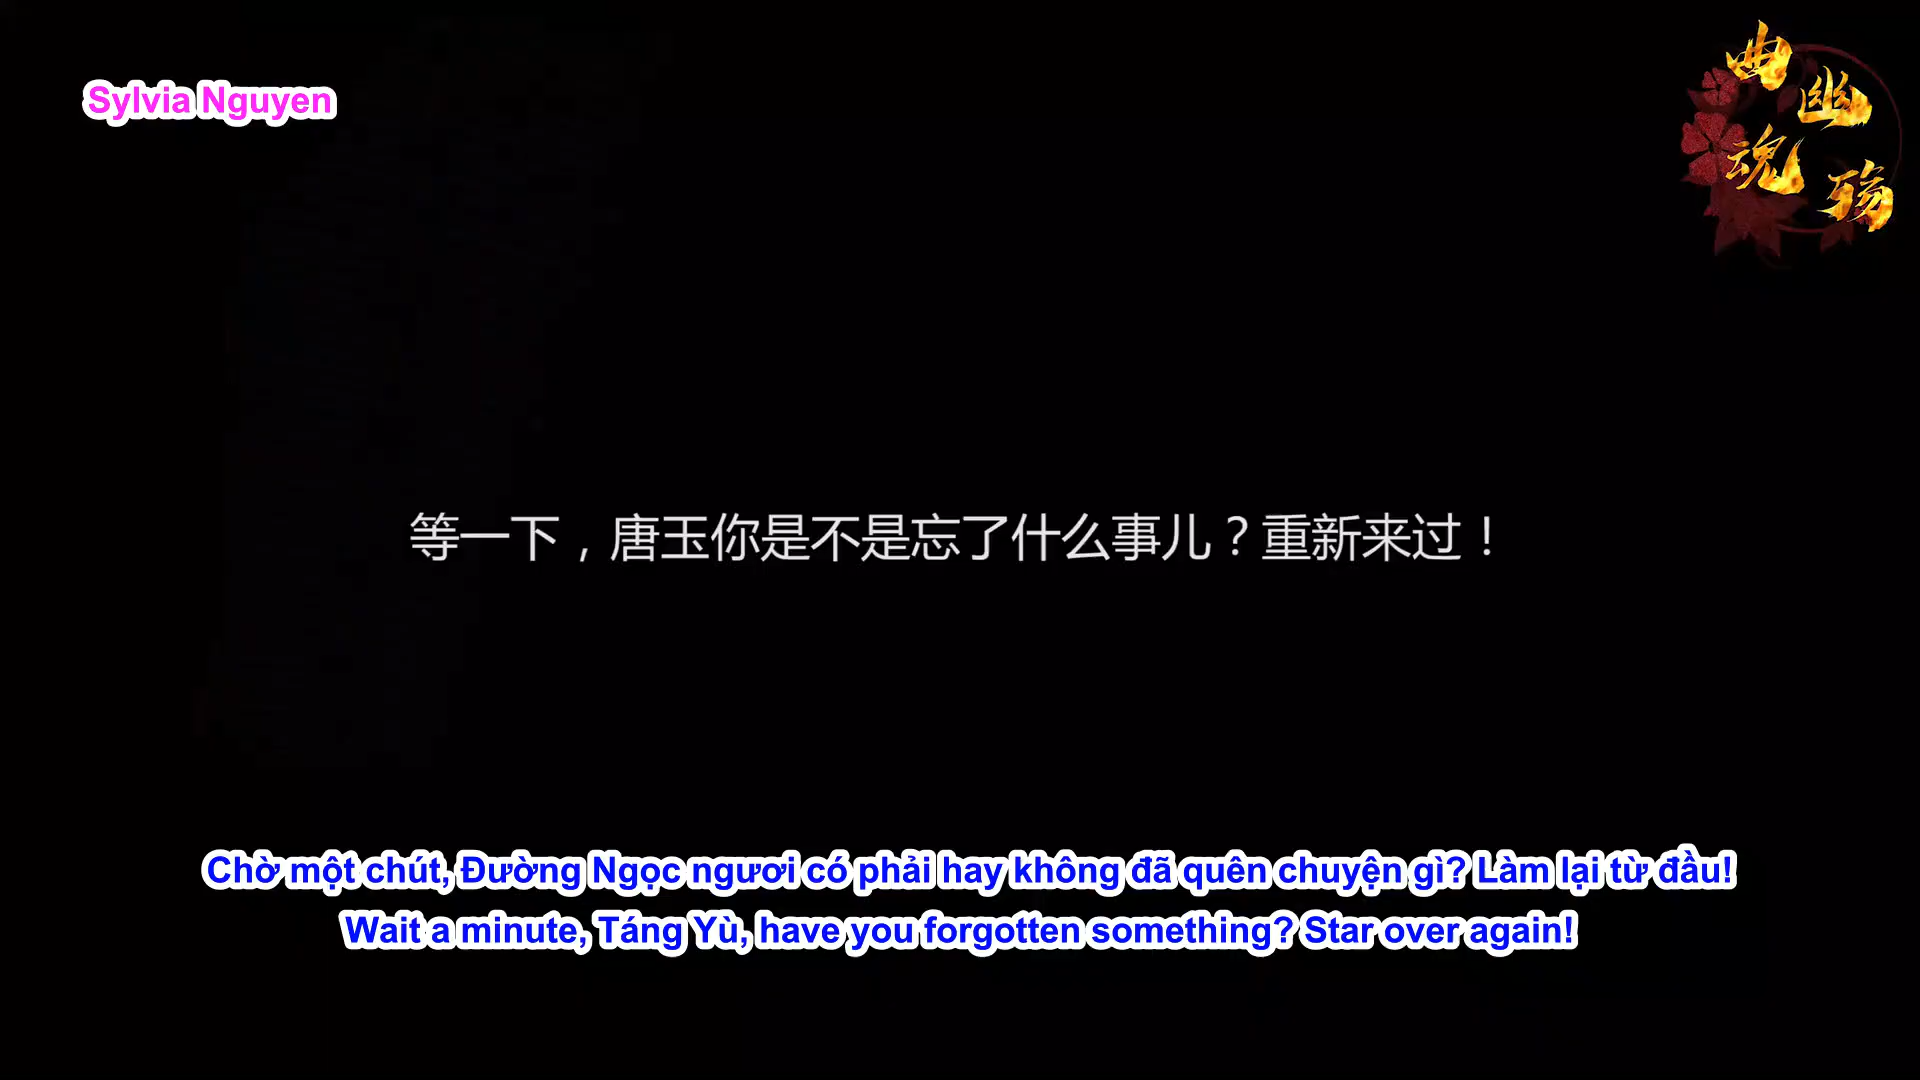 Sylvia Nguyen
曲幽魂殇
等一下，唐玉你是不是忘了什么事儿？重新来过！
Chờ một chút, Đường Ngọc ngươi có phải hay không đã quên chuyện gì? Làm lại từ đầu!
Wait a minute, Táng Yù, have you forgotten something? Star over again!